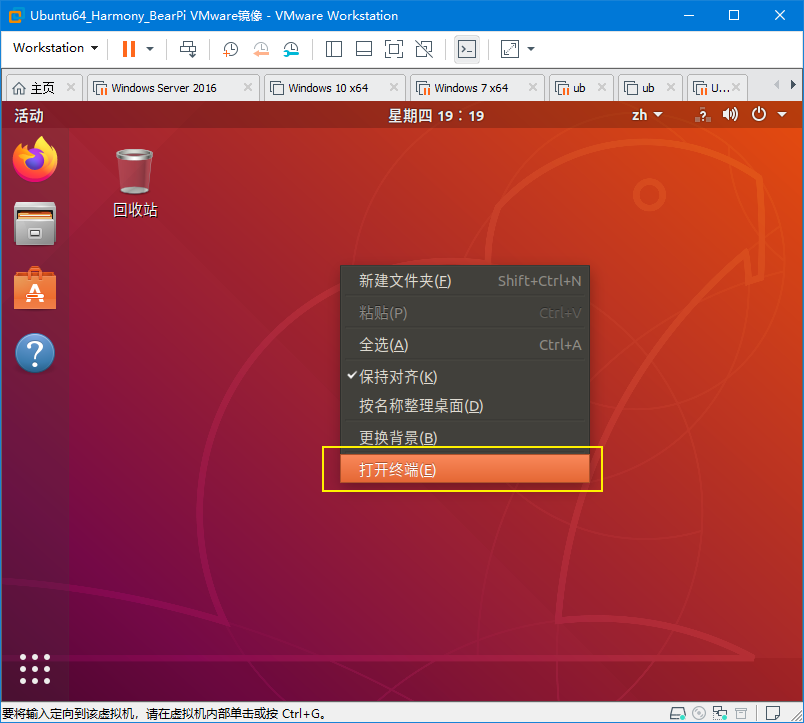 Ubuntu64_Harmony_BearPi VMware镜像 - VMware Workstation
Workstation
主页 Windows Server 2016 Windows 10 x64 Windows 7 x64 ub ub U...
活动 星期四 19：19 zh
回收站
新建文件夹(F) Shift+Ctrl+N
粘贴(P) Ctrl+V
全选(A) Ctrl+A
保持对齐(K)
按名称整理桌面(D)
更换背景(B)
打开终端(E)
要将输入定向到该虚拟机，请在虚拟机内部单击或按 Ctrl+G。